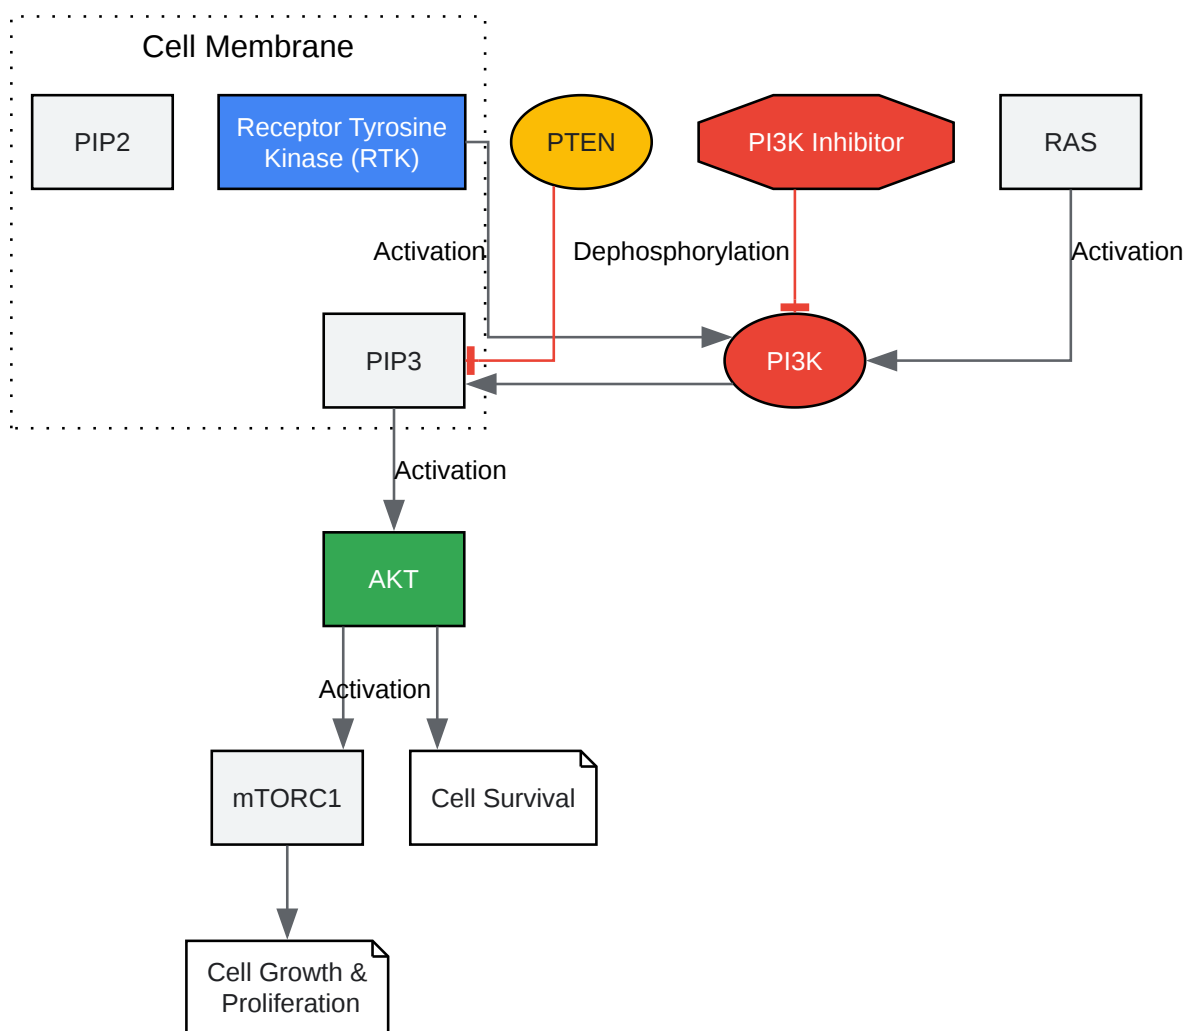 Cell Membrane
PIP2
Receptor Tyrosine
Kinase (RTK)
PTEN
PI3K Inhibitor
RAS
Activation
Dephosphorylation
Activation
PIP3
PI3K
Activation
AKT
Activation
mTORC1
Cell Survival
Cell Growth &
Proliferation